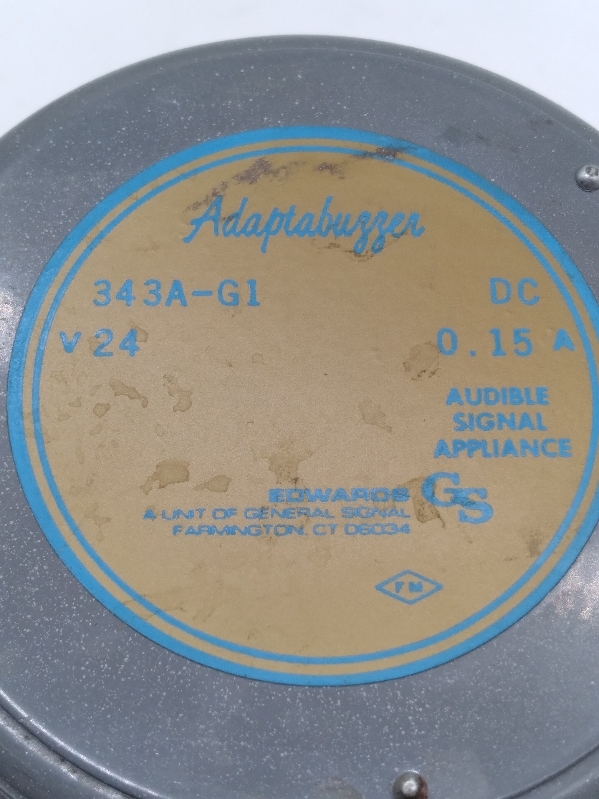 Adaptabuzzer
343A-G1 DC
V 24 0.15 A
AUDIBLE
SIGNAL
APPLIANCE
EDWARDS GS
A UNIT OF GENERAL SIGNAL
FARMINGTON, CT 06034
FM